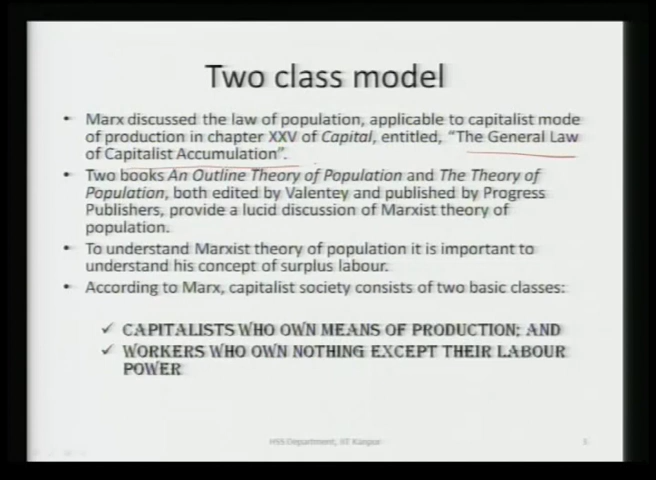 Two class model
• Marx discussed the law of population, applicable to capitalist mode
of production in chapter XXV of Capital, entitled, "The General Law
of Capitalist Accumulation".
• Two books An Outline Theory of Population and The Theory of
Population, both edited by Valentey and published by Progress
Publishers, provide a lucid discussion of Marxist theory of
population.
• To understand Marxist theory of population it is important to
understand his concept of surplus labour.
• According to Marx, capitalist society consists of two basic classes:
✓ CAPITALISTS WHO OWN MEANS OF PRODUCTION; AND
✓ WORKERS WHO OWN NOTHING EXCEPT THEIR LABOUR
POWER
HSS Department, IIT Kanpur